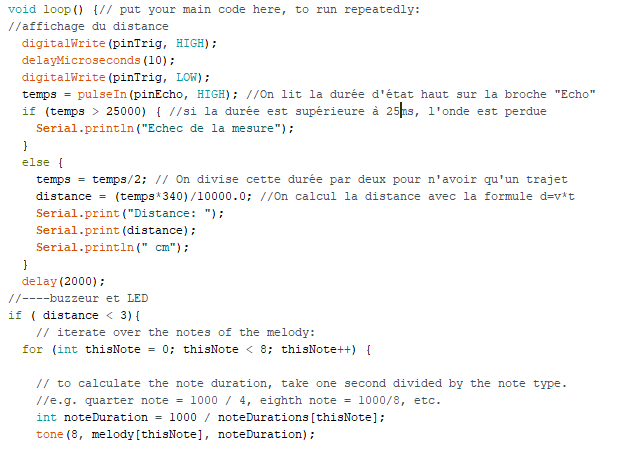 void loop() {// put your main code here, to run repeatedly:
//affichage du distance
digitalWrite(pinTrig, HIGH);
delayMicroseconds(10);
digitalWrite(pinTrig, LOW);
temps = pulseIn(pinEcho, HIGH); //On lit la durée d'état haut sur la broche "Echo"
if (temps > 25000) { //si la durée est supérieure à 25ms, l'onde est perdue
Serial.println("Echec de la mesure");
}
else {
temps = temps/2; // On divise cette durée par deux pour n'avoir qu'un trajet
distance = (temps*340)/10000.0; //On calcul la distance avec la formule d=v*t
Serial.print("Distance: ");
Serial.print(distance);
Serial.println(" cm");
}
delay(2000);
//----buzzeur et LED
if ( distance < 3){
// iterate over the notes of the melody:
for (int thisNote = 0; thisNote < 8; thisNote++) {
// to calculate the note duration, take one second divided by the note type.
//e.g. quarter note = 1000 / 4, eighth note = 1000/8, etc.
int noteDuration = 1000 / noteDurations[thisNote];
tone(8, melody[thisNote], noteDuration);